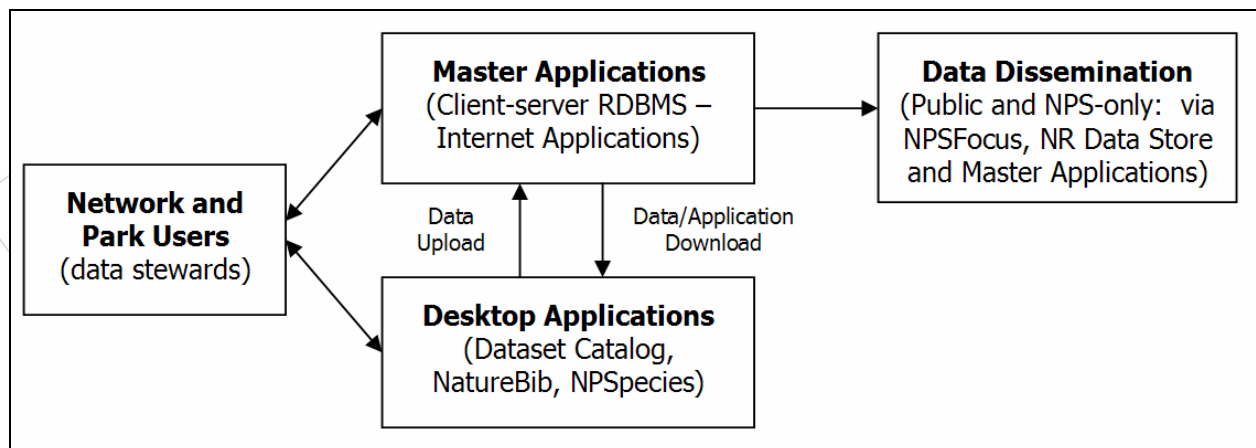 Network and
Park Users
(data stewards)
Master Applications
(Client-server RDBMS –
Internet Applications)
Data
Upload
Data/Application
Download
Desktop Applications
(Dataset Catalog,
NatureBib, NPSpecies)
Data Dissemination
(Public and NPS-only:  via
NPSFocus, NR Data Store
and Master Applications)